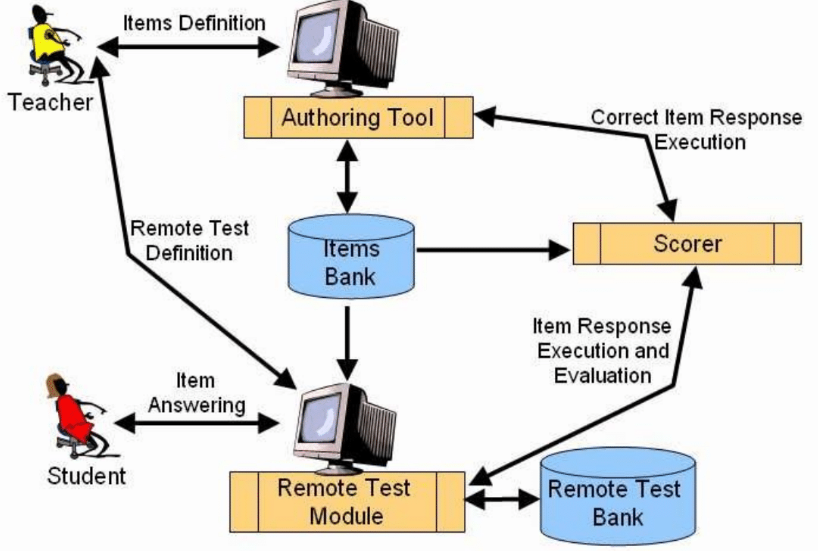 Items Definition
Teacher
Authoring Tool
Correct Item Response
Execution
Remote Test
Definition
Items
Bank
Scorer
Item Response
Execution and
Evaluation
Item
Answering
Student
Remote Test
Module
Remote Test
Bank